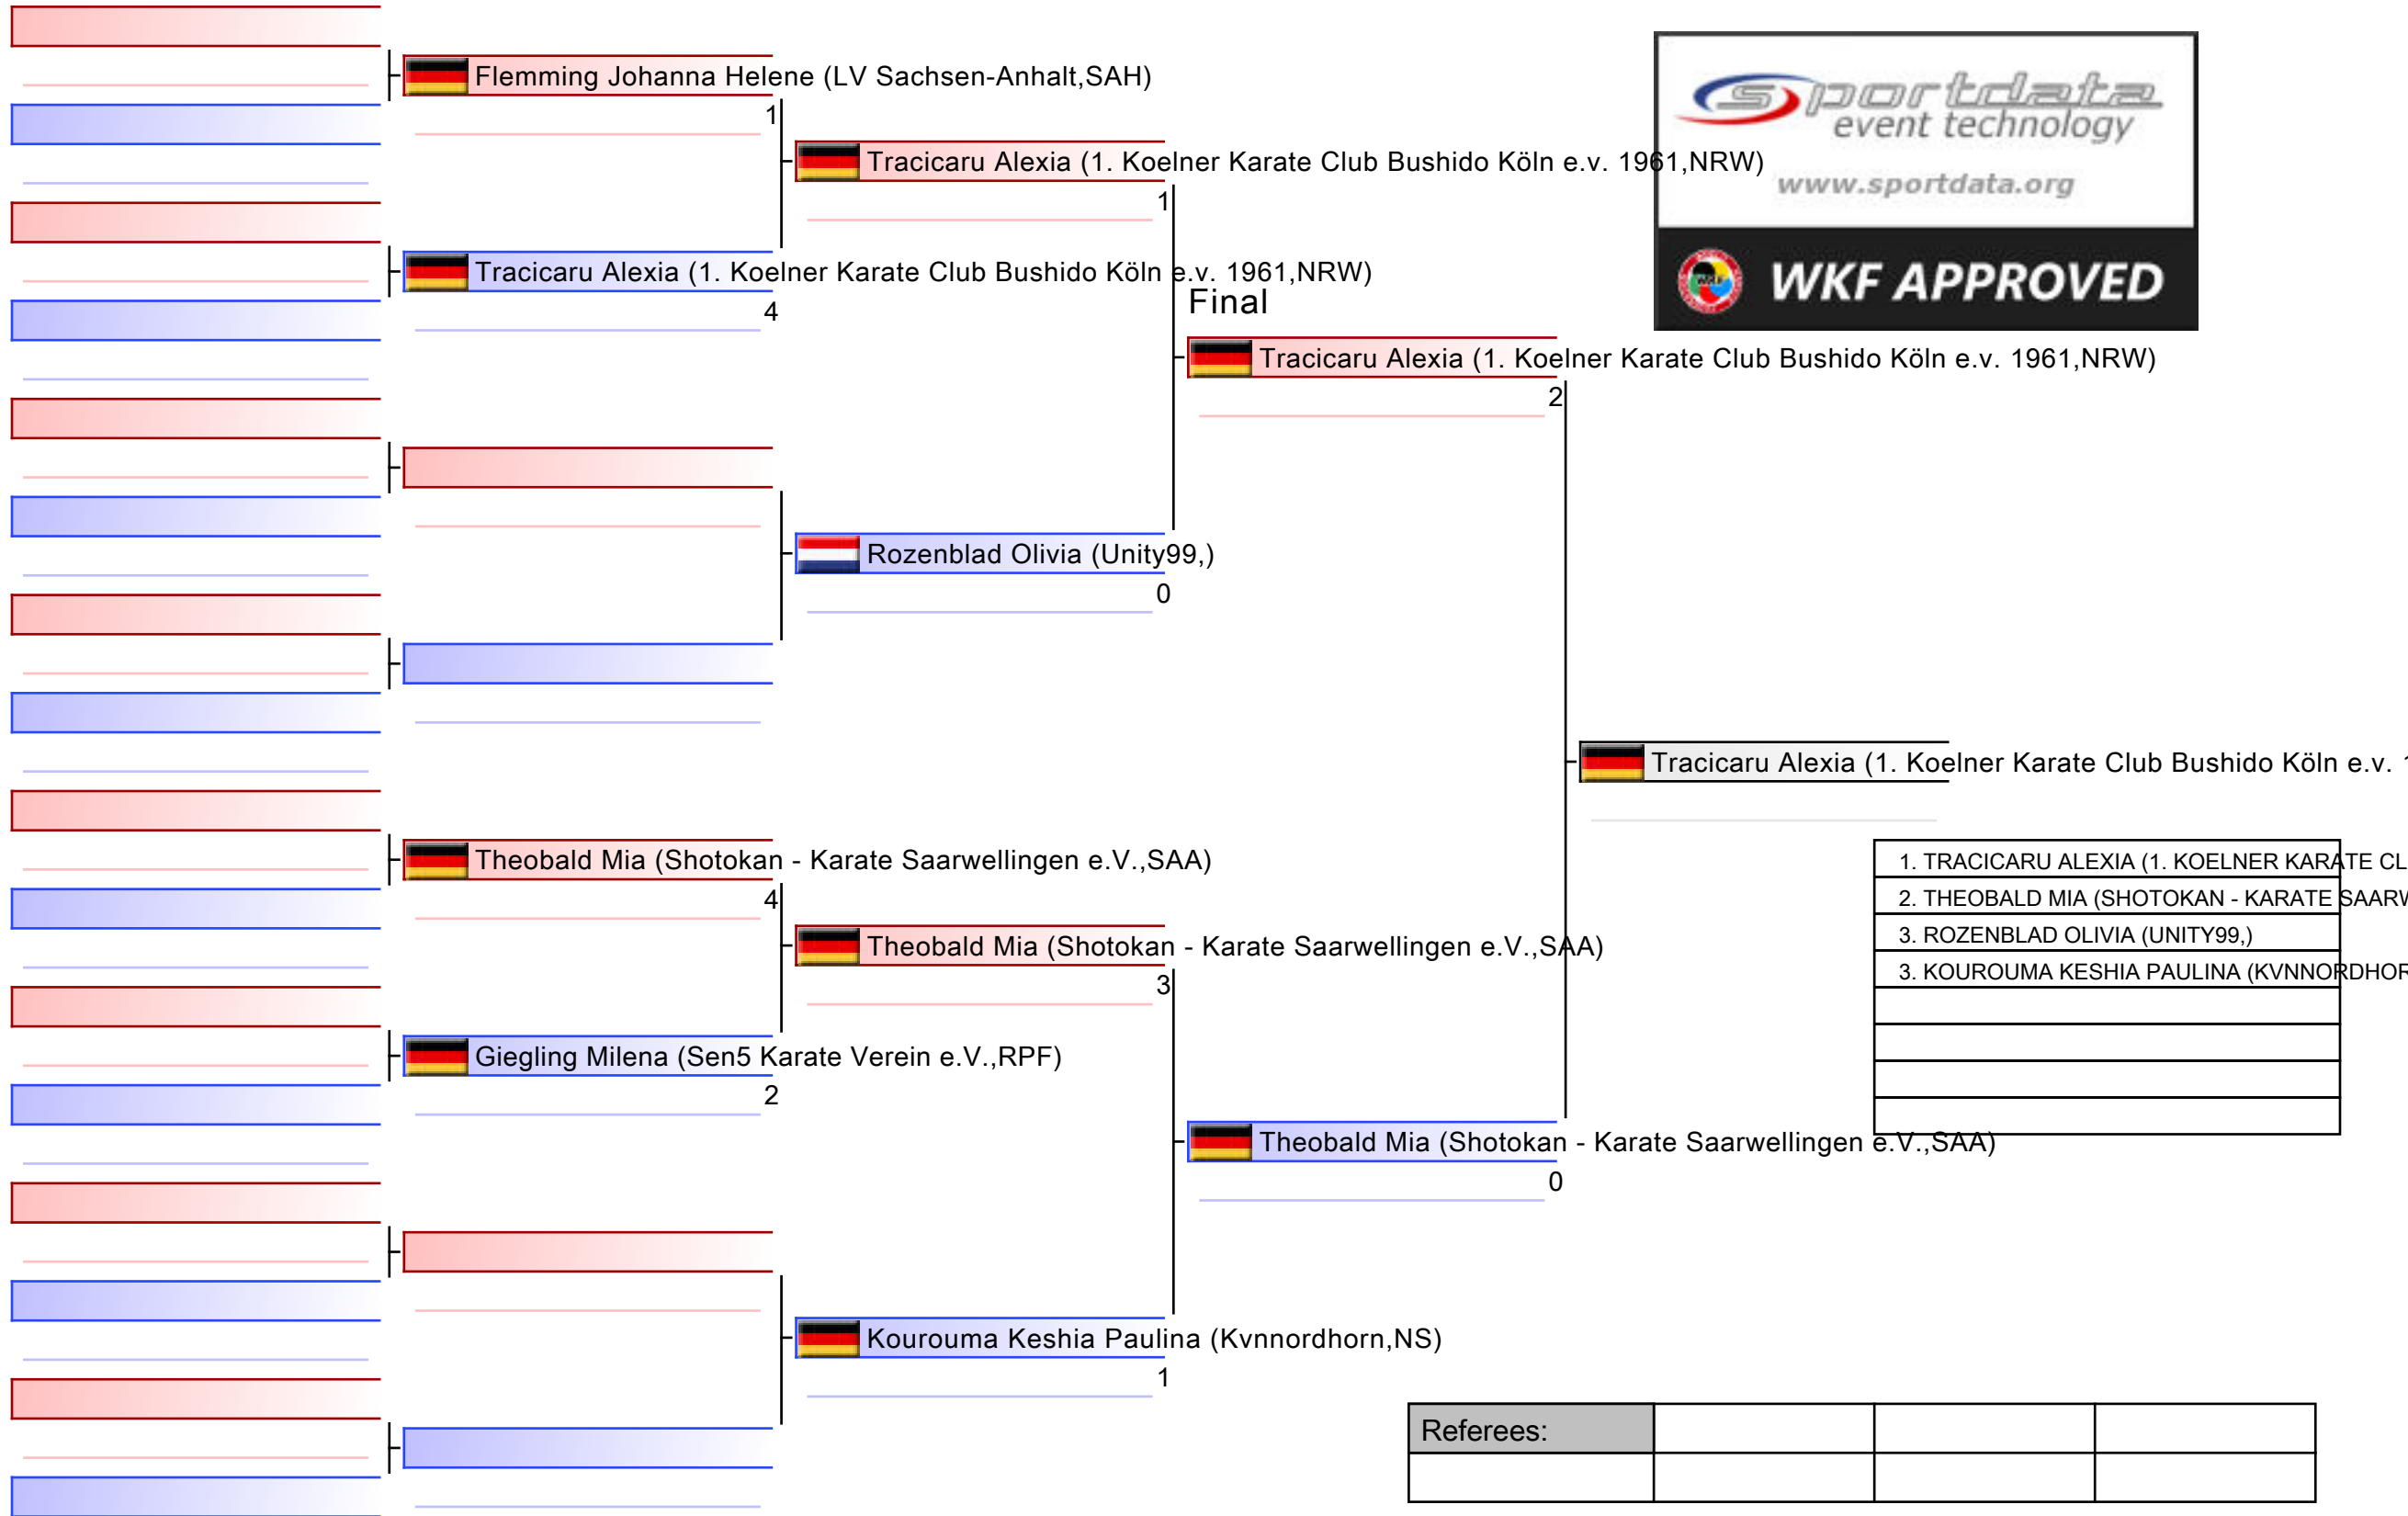 Flemming Johanna Helene (LV Sachsen-Anhalt,SAH)
1
Tracicaru Alexia (1. Koelner Karate Club Bushido Köln e.v. 1961,NRW)
4
Tracicaru Alexia (1. Koelner Karate Club Bushido Köln e.v. 1961,NRW)
1
Rozenblad Olivia (Unity99,)
0
Theobald Mia (Shotokan - Karate Saarwellingen e.V.,SAA)
4
Giegling Milena (Sen5 Karate Verein e.V.,RPF)
2
Theobald Mia (Shotokan - Karate Saarwellingen e.V.,SAA)
3
Kourouma Keshia Paulina (Kvnnordhorn,NS)
1
Final
Tracicaru Alexia (1. Koelner Karate Club Bushido Köln e.v. 1961,NRW)
2
Theobald Mia (Shotokan - Karate Saarwellingen e.V.,SAA)
0
Tracicaru Alexia (1. Koelner Karate Club Bushido Köln e.v.
sportdata
event technology
www.sportdata.org
WKF APPROVED
1. TRACICARU ALEXIA (1. KOELNER KARATE CL
2. THEOBALD MIA (SHOTOKAN - KARATE SAARW
3. ROZENBLAD OLIVIA (UNITY99,)
3. KOUROUMA KESHIA PAULINA (KVNNORDHOR
Referees: